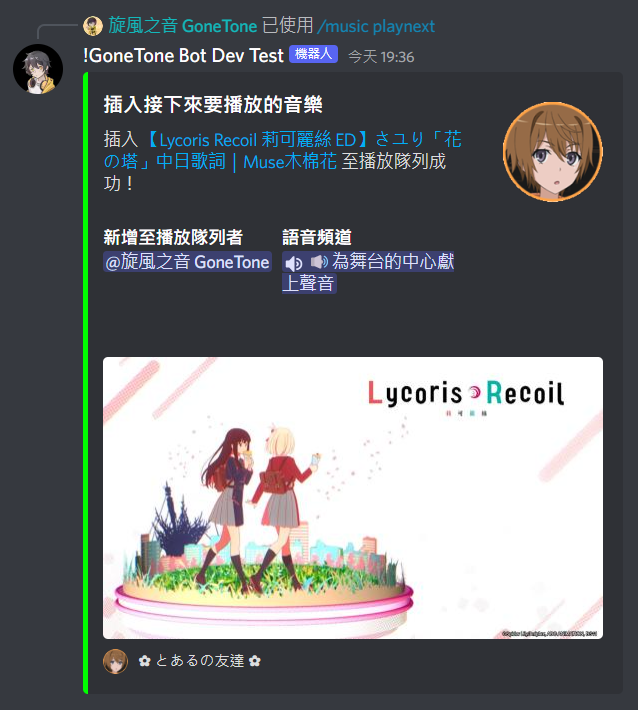 旋風之音 GoneTone 已使用 /music playnext
!GoneTone Bot Dev Test 機器人 今天 19:36
插入接下來要播放的音樂
插入【Lycoris Recoil 莉可麗絲 ED】さユり「花
の塔」中日歌詞｜Muse木棉花 至播放隊列成
功！
新增至播放隊列者 語音頻道
@旋風之音 GoneTone 為舞台的中心獻
上聲音
Lycoris Recoil
莉可麗絲
✿ とあるの友達 ✿